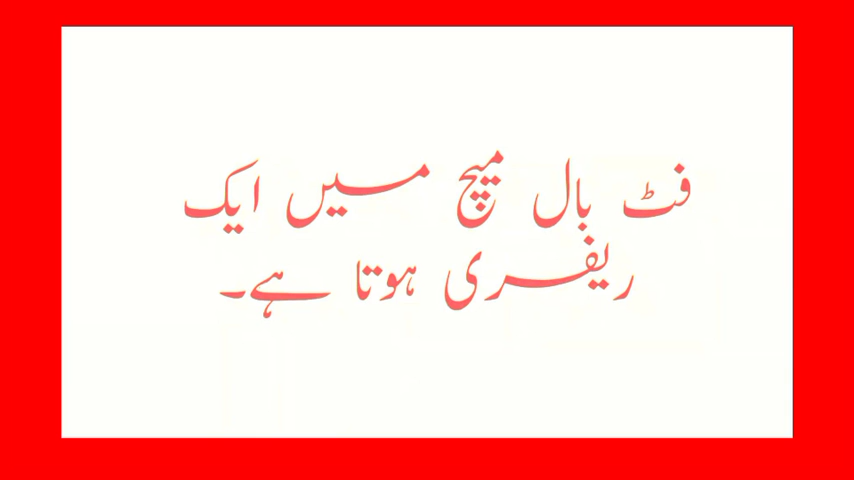 فٹ بال میچ میں ایک
ریفری ہوتا ہے۔